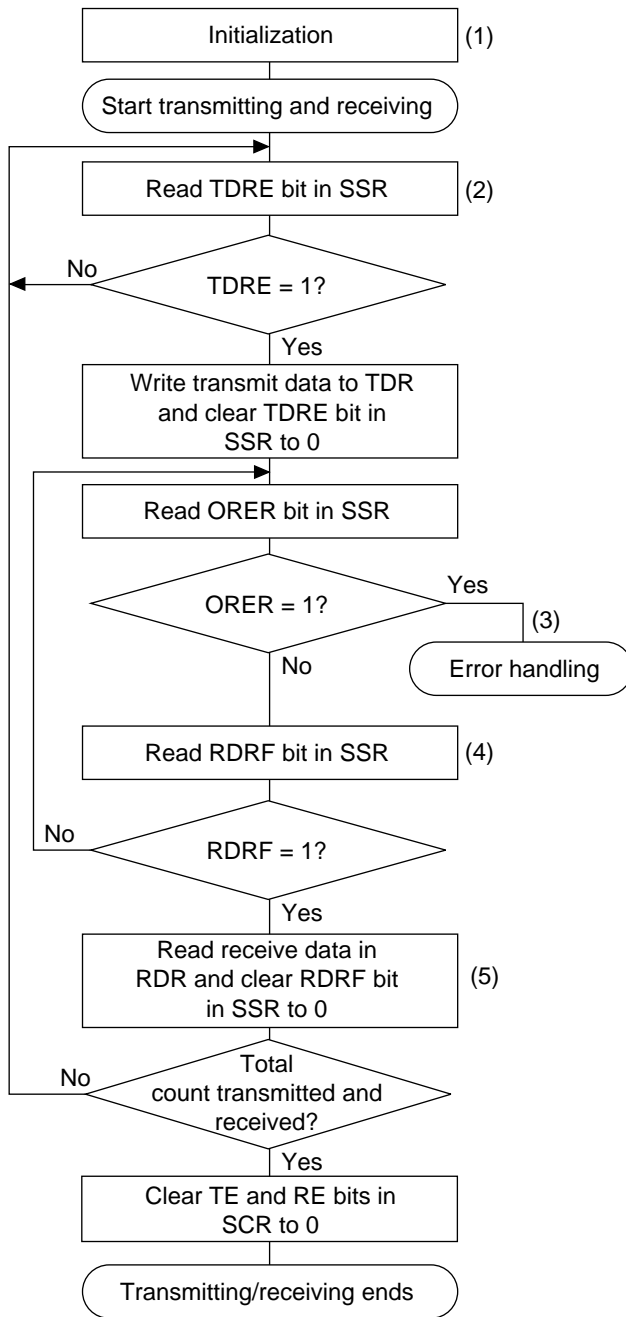 Initialization
(1)
Start transmitting and receiving
Read TDRE bit in SSR
(2)
No
TDRE = 1?
Yes
Write transmit data to TDR
and clear TDRE bit in
SSR to 0
Read ORER bit in SSR
Yes
ORER = 1?
(3)
No
Error handling
Read RDRF bit in SSR
(4)
No
RDRF = 1?
Yes
Read receive data in
RDR and clear RDRF bit
in SSR to 0
(5)
Total
No
count transmitted and
received?
Yes
Clear TE and RE bits in
SCR to 0
Transmitting/receiving ends